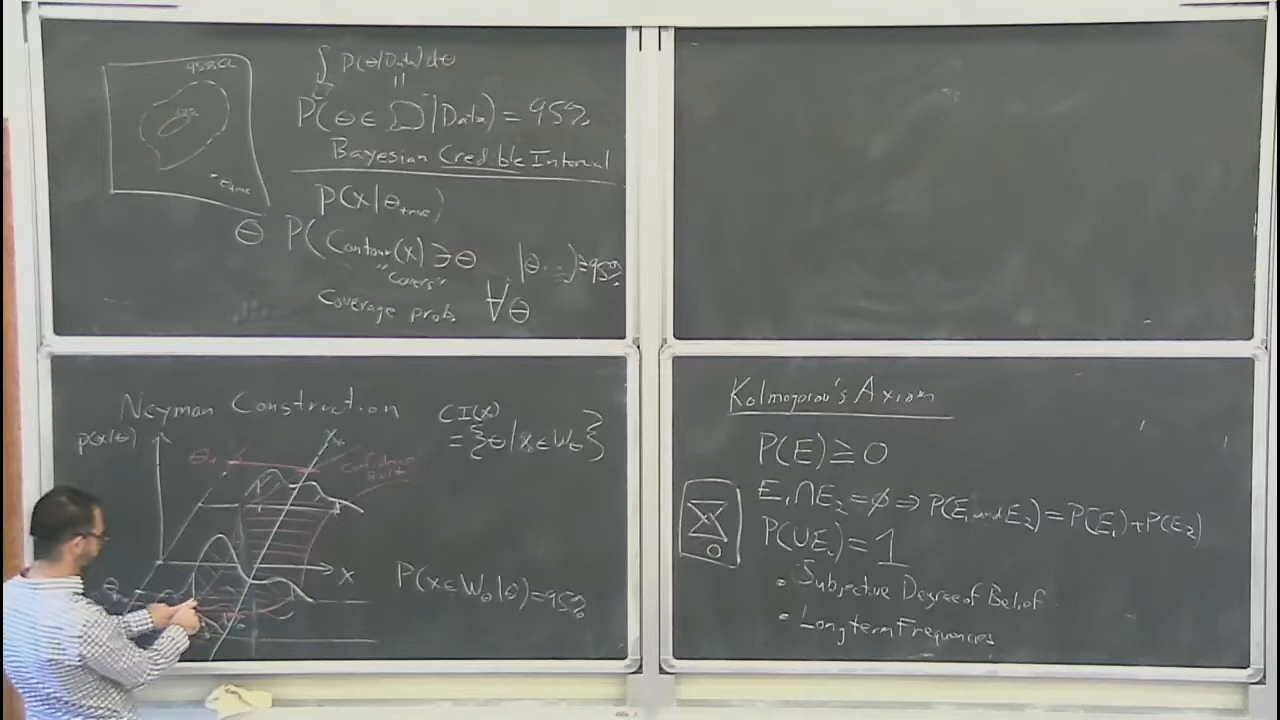 95% CL
∫ P(θ|Data)dθ
P(θ ∈ |Data) = 95%
Bayesian Credible Interval
p(x|θtrue)
θ
P(Contour(x) ∋ θ |θ...) ≥ 95%
"covers"
Coverage prob. ∀θ
Neyman Construction
p(x|θ)
θ
x
CI(x)
= {θ | x ∈ Wθ}
P(x ∈ Wθ|θ) = 95%
Kolmogorov's Axiom
P(E) ≥ 0
E₁ ∩ E₂ = ∅ ⇒ P(E₁ and E₂) = P(E₁) + P(E₂)
P(∪Eᵢ) = 1
• Subjective Degree of Belief
• Long term Frequencies